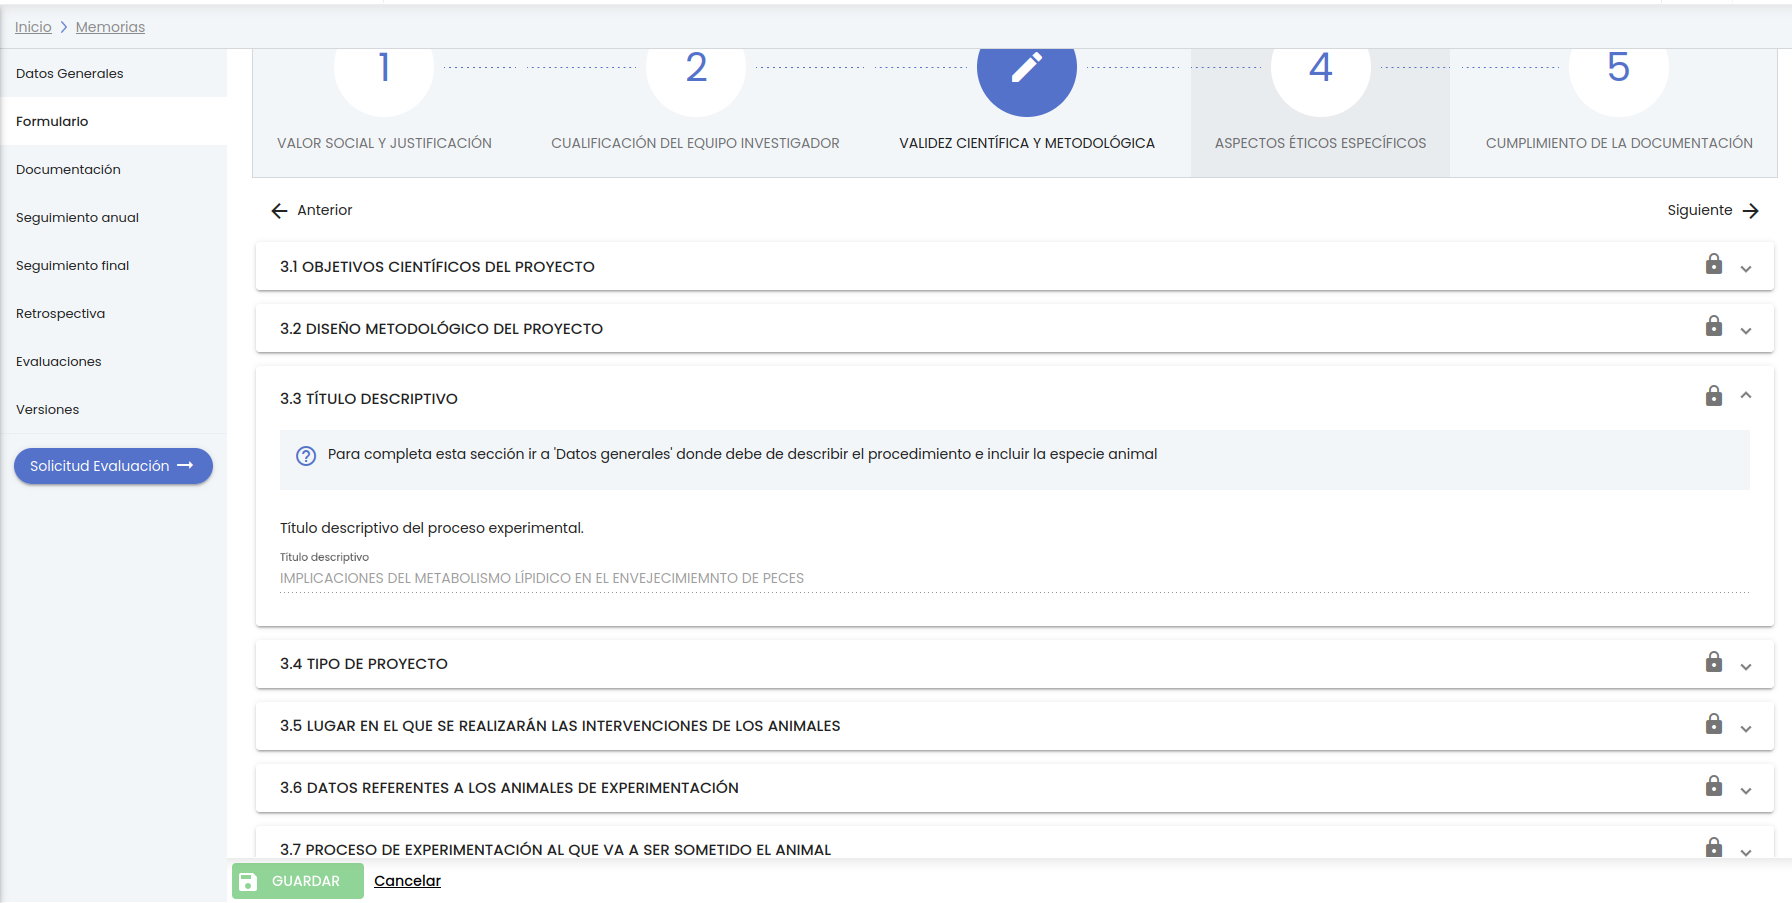 Inicio > Memorias
Datos Generales
Formulario
Documentación
Seguimiento anual
Seguimiento final
Retrospectiva
Evaluaciones
Versiones
Solicitud Evaluación
1
2
4
5
VALOR SOCIAL Y JUSTIFICACIÓN
CUALIFICACIÓN DEL EQUIPO INVESTIGADOR
VALIDEZ CIENTÍFICA Y METODOLÓGICA
ASPECTOS ÉTICOS ESPECÍFICOS
CUMPLIMIENTO DE LA DOCUMENTACIÓN
Anterior
Siguiente
3.1 OBJETIVOS CIENTÍFICOS DEL PROYECTO
3.2 DISEÑO METODOLÓGICO DEL PROYECTO
3.3 TÍTULO DESCRIPTIVO
Para completa esta sección ir a 'Datos generales' donde debe de describir el procedimiento e incluir la especie animal
Título descriptivo del proceso experimental.
Título descriptivo
IMPLICACIONES DEL METABOLISMO LÍPIDICO EN EL ENVEJECIMIEMNTO DE PECES
3.4 TIPO DE PROYECTO
3.5 LUGAR EN EL QUE SE REALIZARÁN LAS INTERVENCIONES DE LOS ANIMALES
3.6 DATOS REFERENTES A LOS ANIMALES DE EXPERIMENTACIÓN
3.7 PROCESO DE EXPERIMENTACIÓN AL QUE VA A SER SOMETIDO EL ANIMAL
GUARDAR
Cancelar